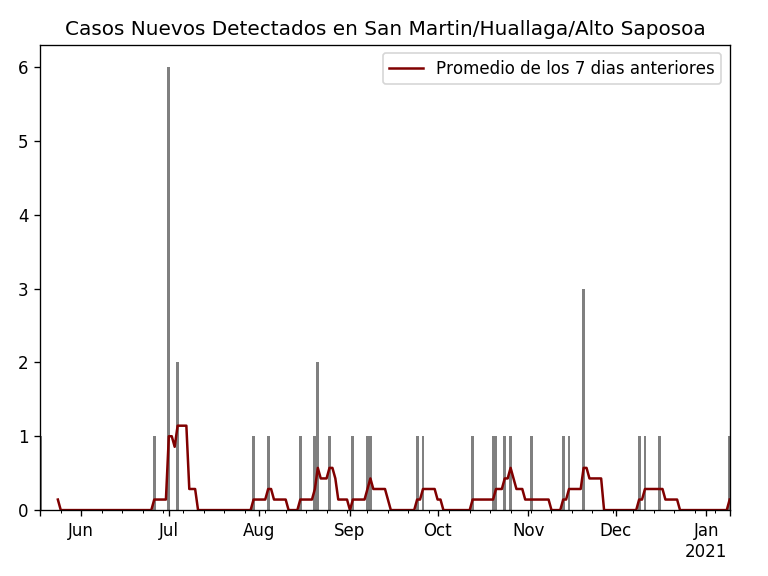 Casos Nuevos Detectados en San Martin/Huallaga/Alto Saposoa
Promedio de los 7 dias anteriores
6
5
4
3
2
1
0
Jun Jul Aug Sep Oct Nov Dec Jan
2021